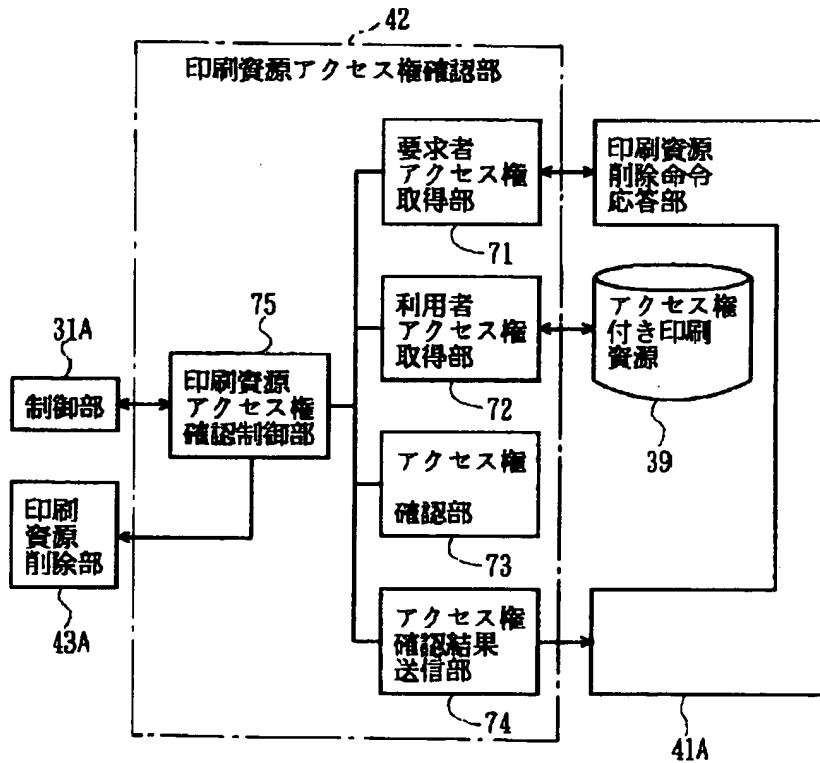 42
印刷資源アクセス権確認部
要求者
アクセス権
取得部
71
印刷資源
削除命令
応答部
利用者
アクセス権
取得部
72
アクセス権
付き印刷
資源
39
31A
制御部
75
印刷資源
アクセス権
確認制御部
アクセス権
確認部
73
印刷
資源
削除部
43A
アクセス権
確認結果
送信部
74
41A